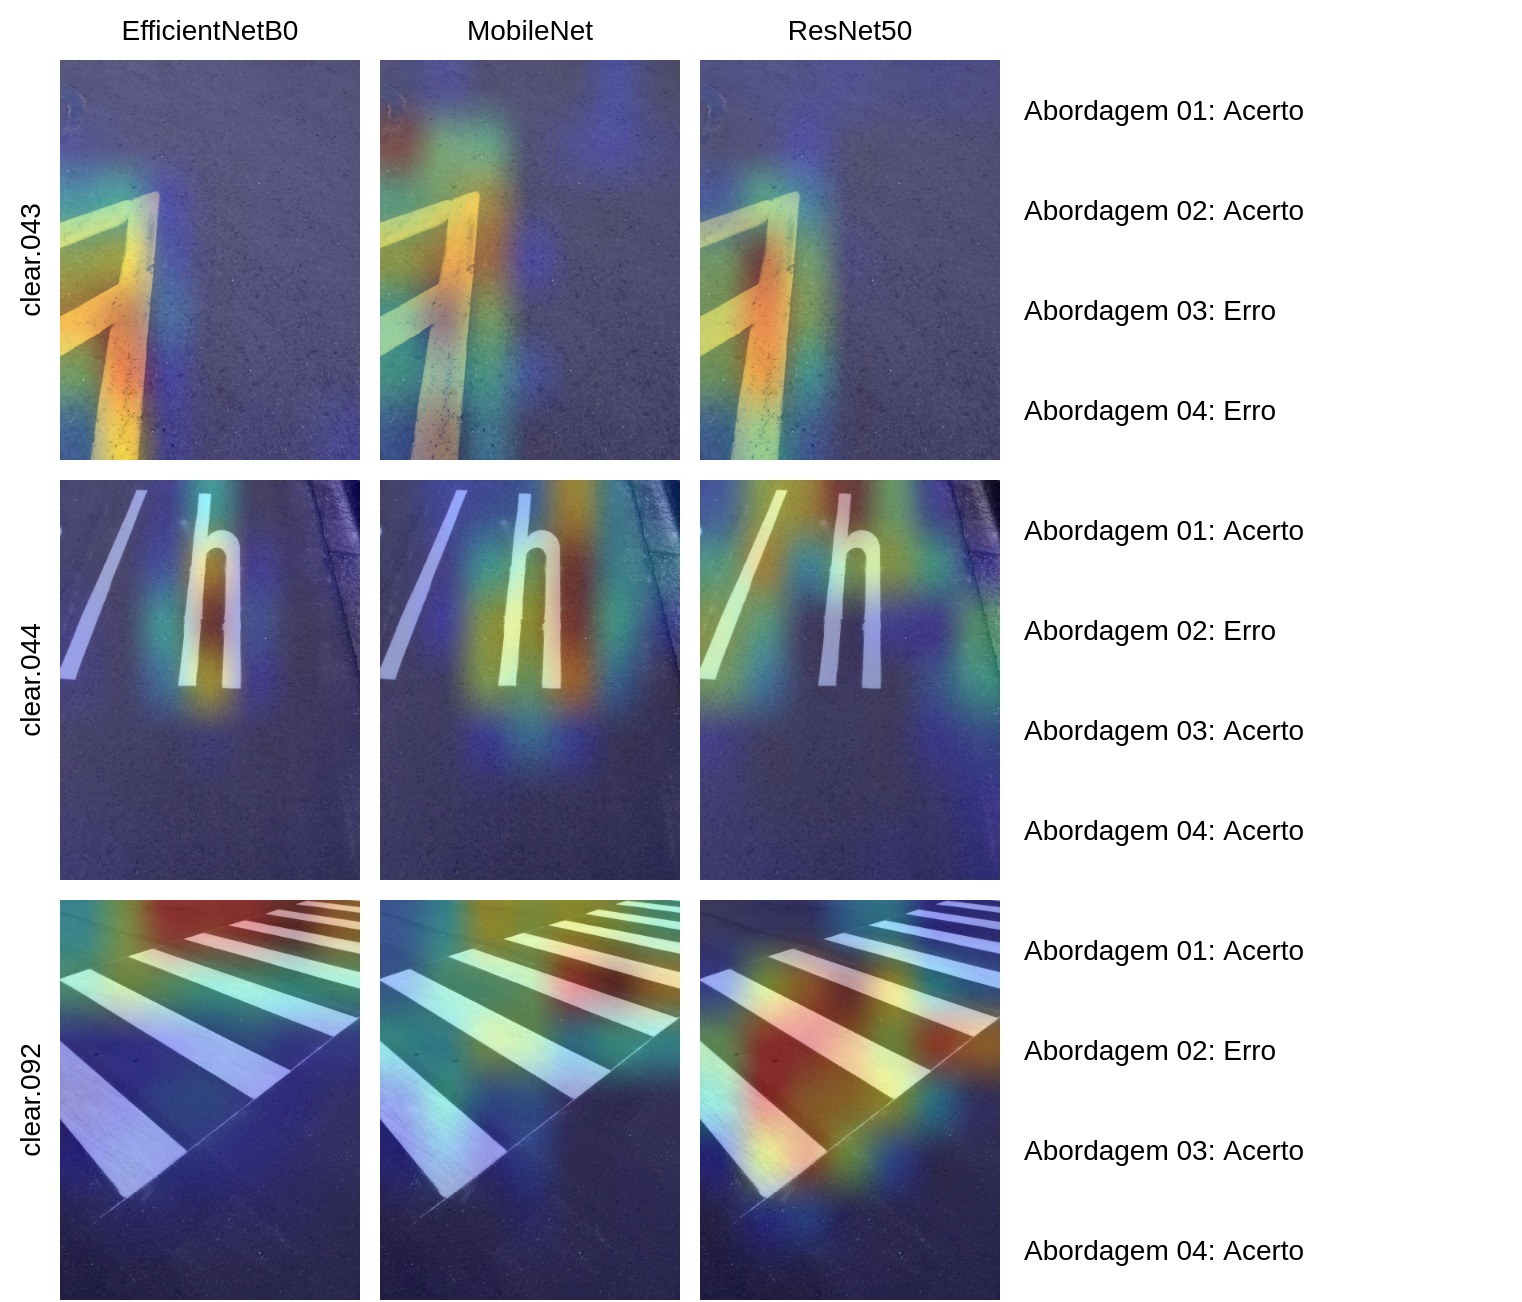 EfficientNetB0 MobileNet ResNet50
clear.043
Abordagem 01: Acerto
Abordagem 02: Acerto
Abordagem 03: Erro
Abordagem 04: Erro
clear.044
h
Abordagem 01: Acerto
Abordagem 02: Erro
Abordagem 03: Acerto
Abordagem 04: Acerto
clear.092
Abordagem 01: Acerto
Abordagem 02: Erro
Abordagem 03: Acerto
Abordagem 04: Acerto